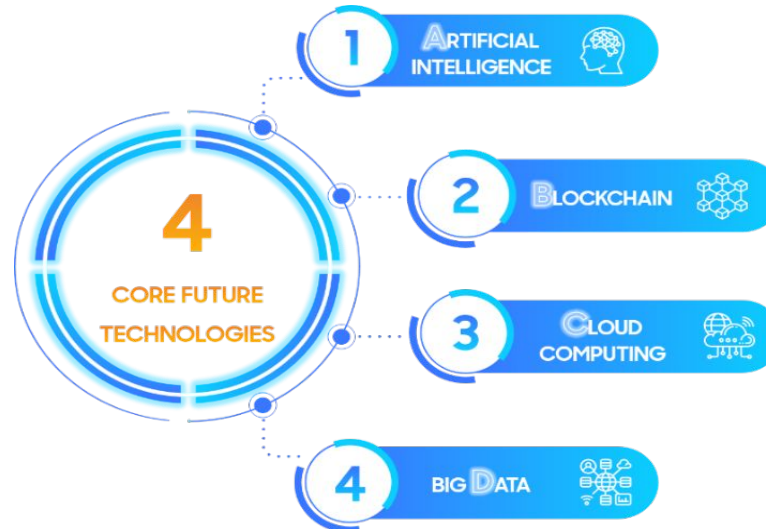 4
CORE FUTURE
TECHNOLOGIES
1
ARTIFICIAL
INTELLIGENCE
2
BLOCKCHAIN
3
CLOUD
COMPUTING
4
BIG DATA